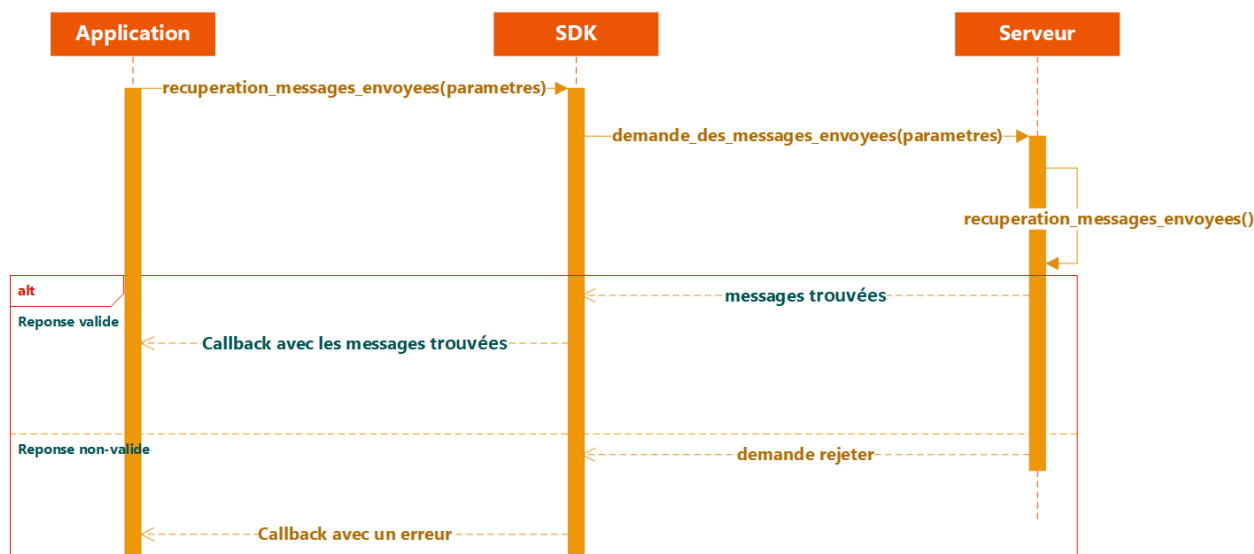 Application
SDK
Serveur
recuperation_messages_envoyees(parametres)
demande_des_messages_envoyees(parametres)
recuperation_messages_envoyees()
alt
messages trouvées
Reponse valide
Callback avec les messages trouvées
Reponse non-valide
demande rejeter
Callback avec un erreur